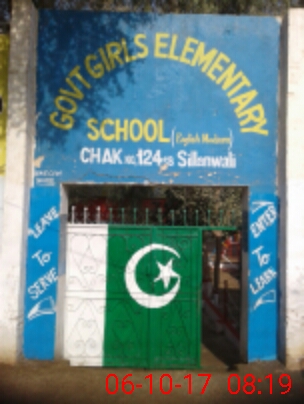 GOVT GIRLS ELEMENTARY
SCHOOL (English Medium)
CHAK NO. 124 SB Sillanwali
LEAVE
TO
SERVE
ENTER
TO
LEARN
06-10-17 08:19